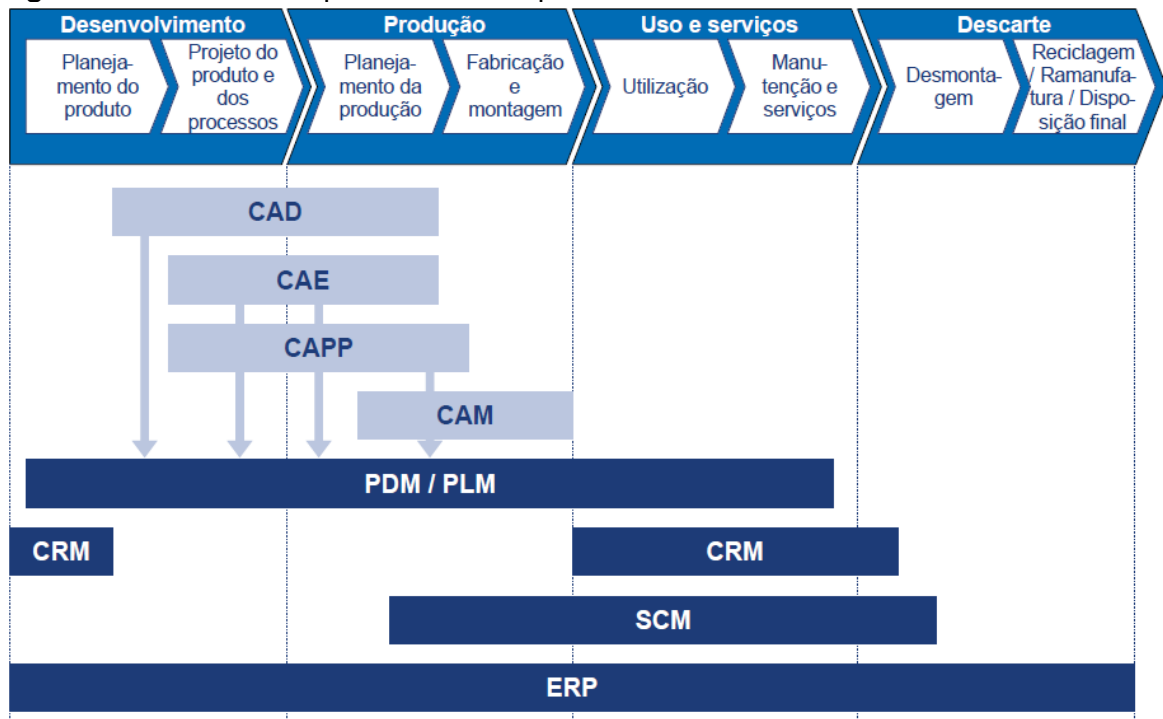 Desenvolvimento
Produção
Uso e serviços
Descarte
Planeja-
mento do
produto
Projeto do
produto e
dos
processos
Planeja-
mento da
produção
Fabricação
e
montagem
Utilização
Manu-
tenção e
serviços
Desmonta-
gem
Reciclagem
/ Ramanufa-
tura / Dispo-
sição final
CAD
CAE
CAPP
CAM
PDM / PLM
CRM
CRM
SCM
ERP